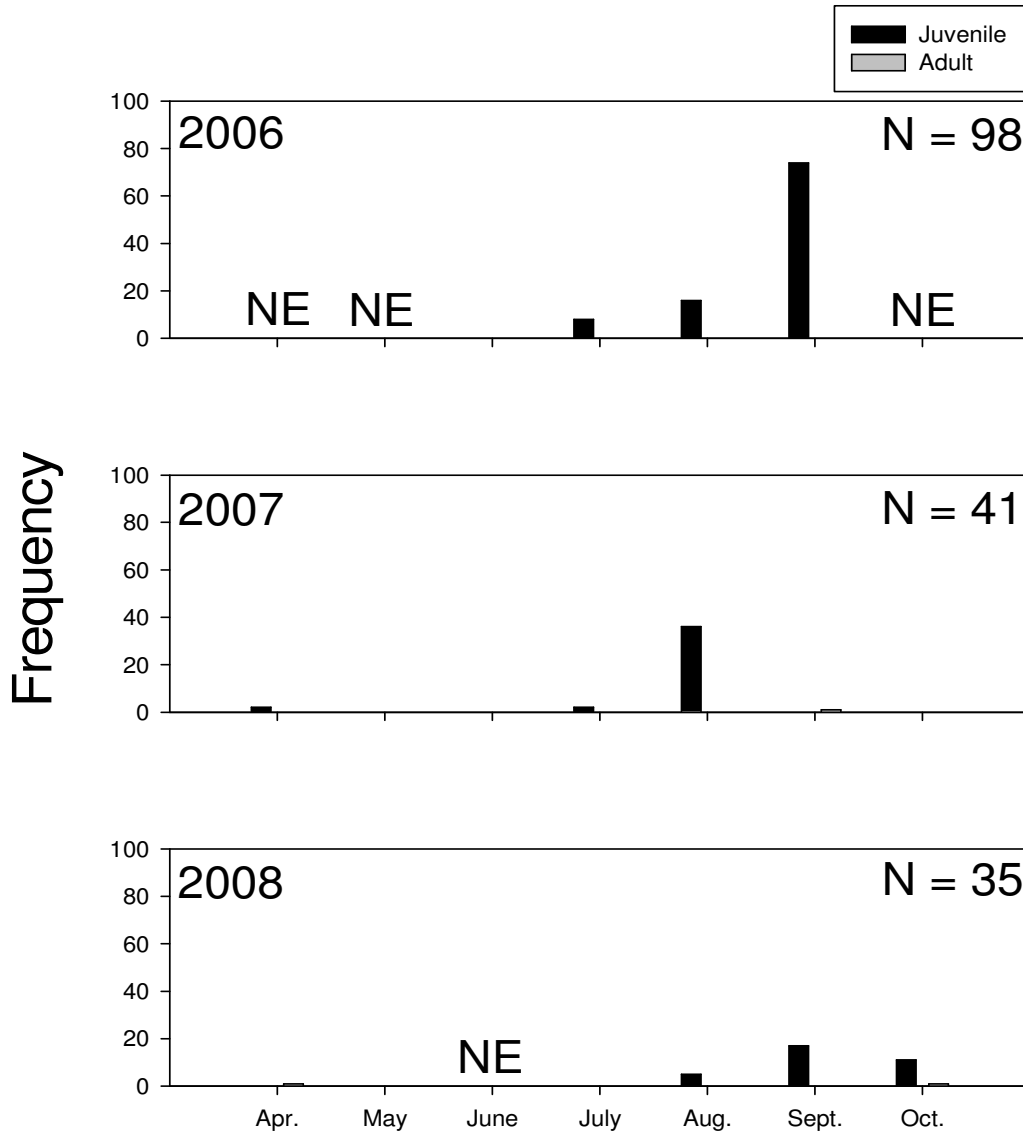 Juvenile
Adult
100
80
60
40
20
0
2006
N = 98
NE
NE
NE
Frequency
100
80
60
40
20
0
2007
N = 41
100
80
60
40
20
0
2008
N = 35
NE
Apr.
May
June
July
Aug.
Sept.
Oct.